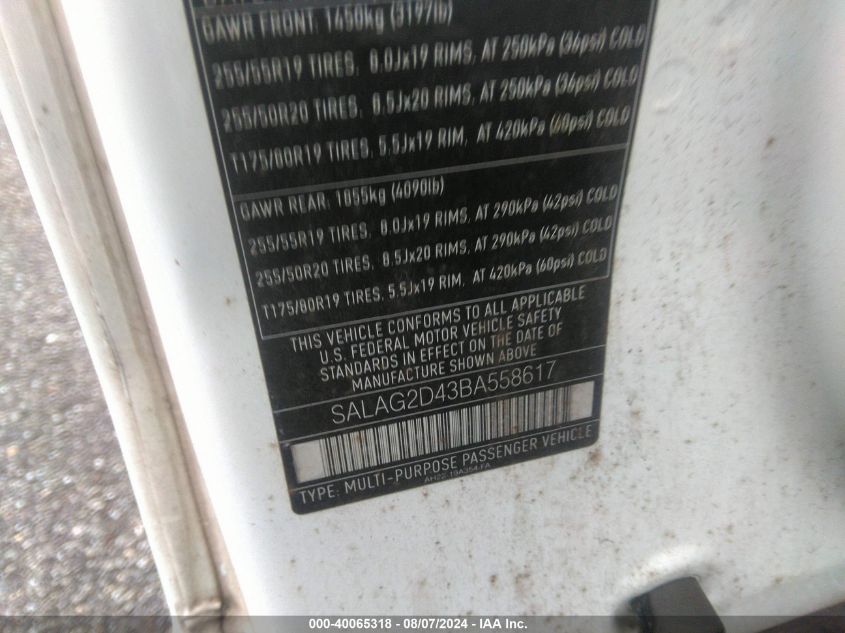 GAWR FRONT. 1450kg (3197lb)
255/55R19 TIRES, 8.0Jx19 RIMS, AT 250kPa (36psi) COLD
255/50R20 TIRES, 8.5Jx20 RIMS, AT 250kPa (36psi) COLD
T175/80R19 TIRES, 5.5Jx19 RIM, AT 420kPa (60psi) COLD
GAWR REAR. 1855kg (4090lb)
255/55R19 TIRES, 8.0Jx19 RIMS, AT 290kPa (42psi) COLD
255/50R20 TIRES, 8.5Jx20 RIMS, AT 290kPa (42psi) COLD
T175/80R19 TIRES, 5.5Jx19 RIM, AT 420kPa (60psi) COLD
THIS VEHICLE CONFORMS TO ALL APPLICABLE
U.S. FEDERAL MOTOR VEHICLE SAFETY
STANDARDS IN EFFECT ON THE DATE OF
MANUFACTURE SHOWN ABOVE
SALAG2D43BA558617
TYPE: MULTI-PURPOSE PASSENGER VEHICLE
AH22 19A354 FA
000-40065318 - 08/07/2024 - IAA Inc.